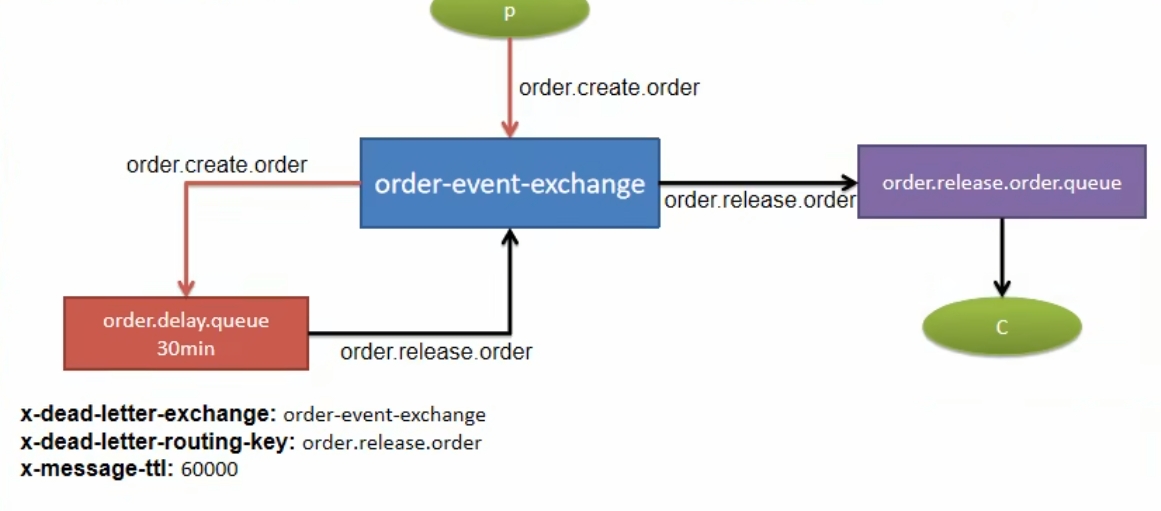 p
order.create.order
order.create.order
order-event-exchange
order.release.order
order.release.order.queue
order.delay.queue
30min
order.release.order
C
x-dead-letter-exchange: order-event-exchange
x-dead-letter-routing-key: order.release.order
x-message-ttl: 60000